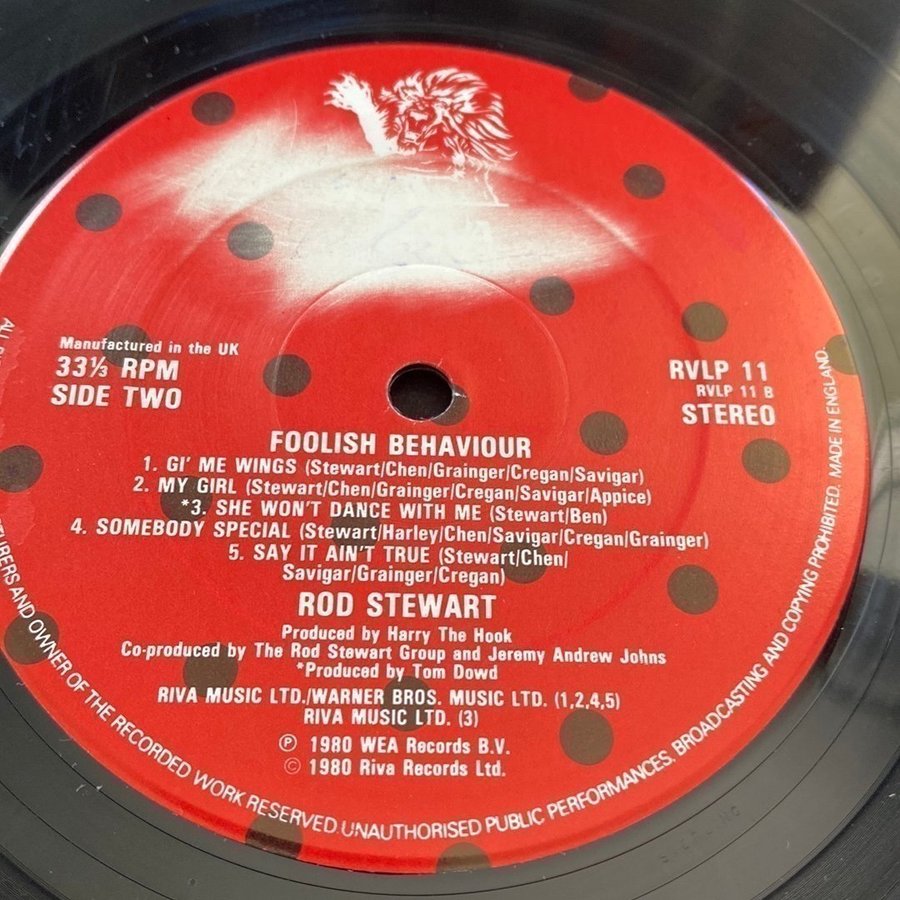 Manufactured in the UK
33⅓ RPM
SIDE TWO
RVLP 11
RVLP 11 B
STEREO
FOOLISH BEHAVIOUR
1. GI' ME WINGS (Stewart/Chen/Grainger/Cregan/Savigar)
2. MY GIRL (Stewart/Chen/Grainger/Cregan/Savigar/Appice)
*3. SHE WON'T DANCE WITH ME (Stewart/Ben)
4. SOMEBODY SPECIAL (Stewart/Harley/Chen/Savigar/Cregan/Grainger)
5. SAY IT AIN'T TRUE (Stewart/Chen/
Savigar/Grainger/Cregan)
ROD STEWART
Produced by Harry The Hook
Co-produced by The Rod Stewart Group and Jeremy Andrew Johns
*Produced by Tom Dowd
RIVA MUSIC LTD./WARNER BROS. MUSIC LTD. (1,2,4,5)
RIVA MUSIC LTD. (3)
℗ 1980 WEA Records B.V.
© 1980 Riva Records Ltd.
AND OWNER OF THE RECORDED WORK RESERVED. UNAUTHORISED PUBLIC PERFORMANCES, BROADCASTING AND COPYING PROHIBITED. MADE IN ENGLAND.